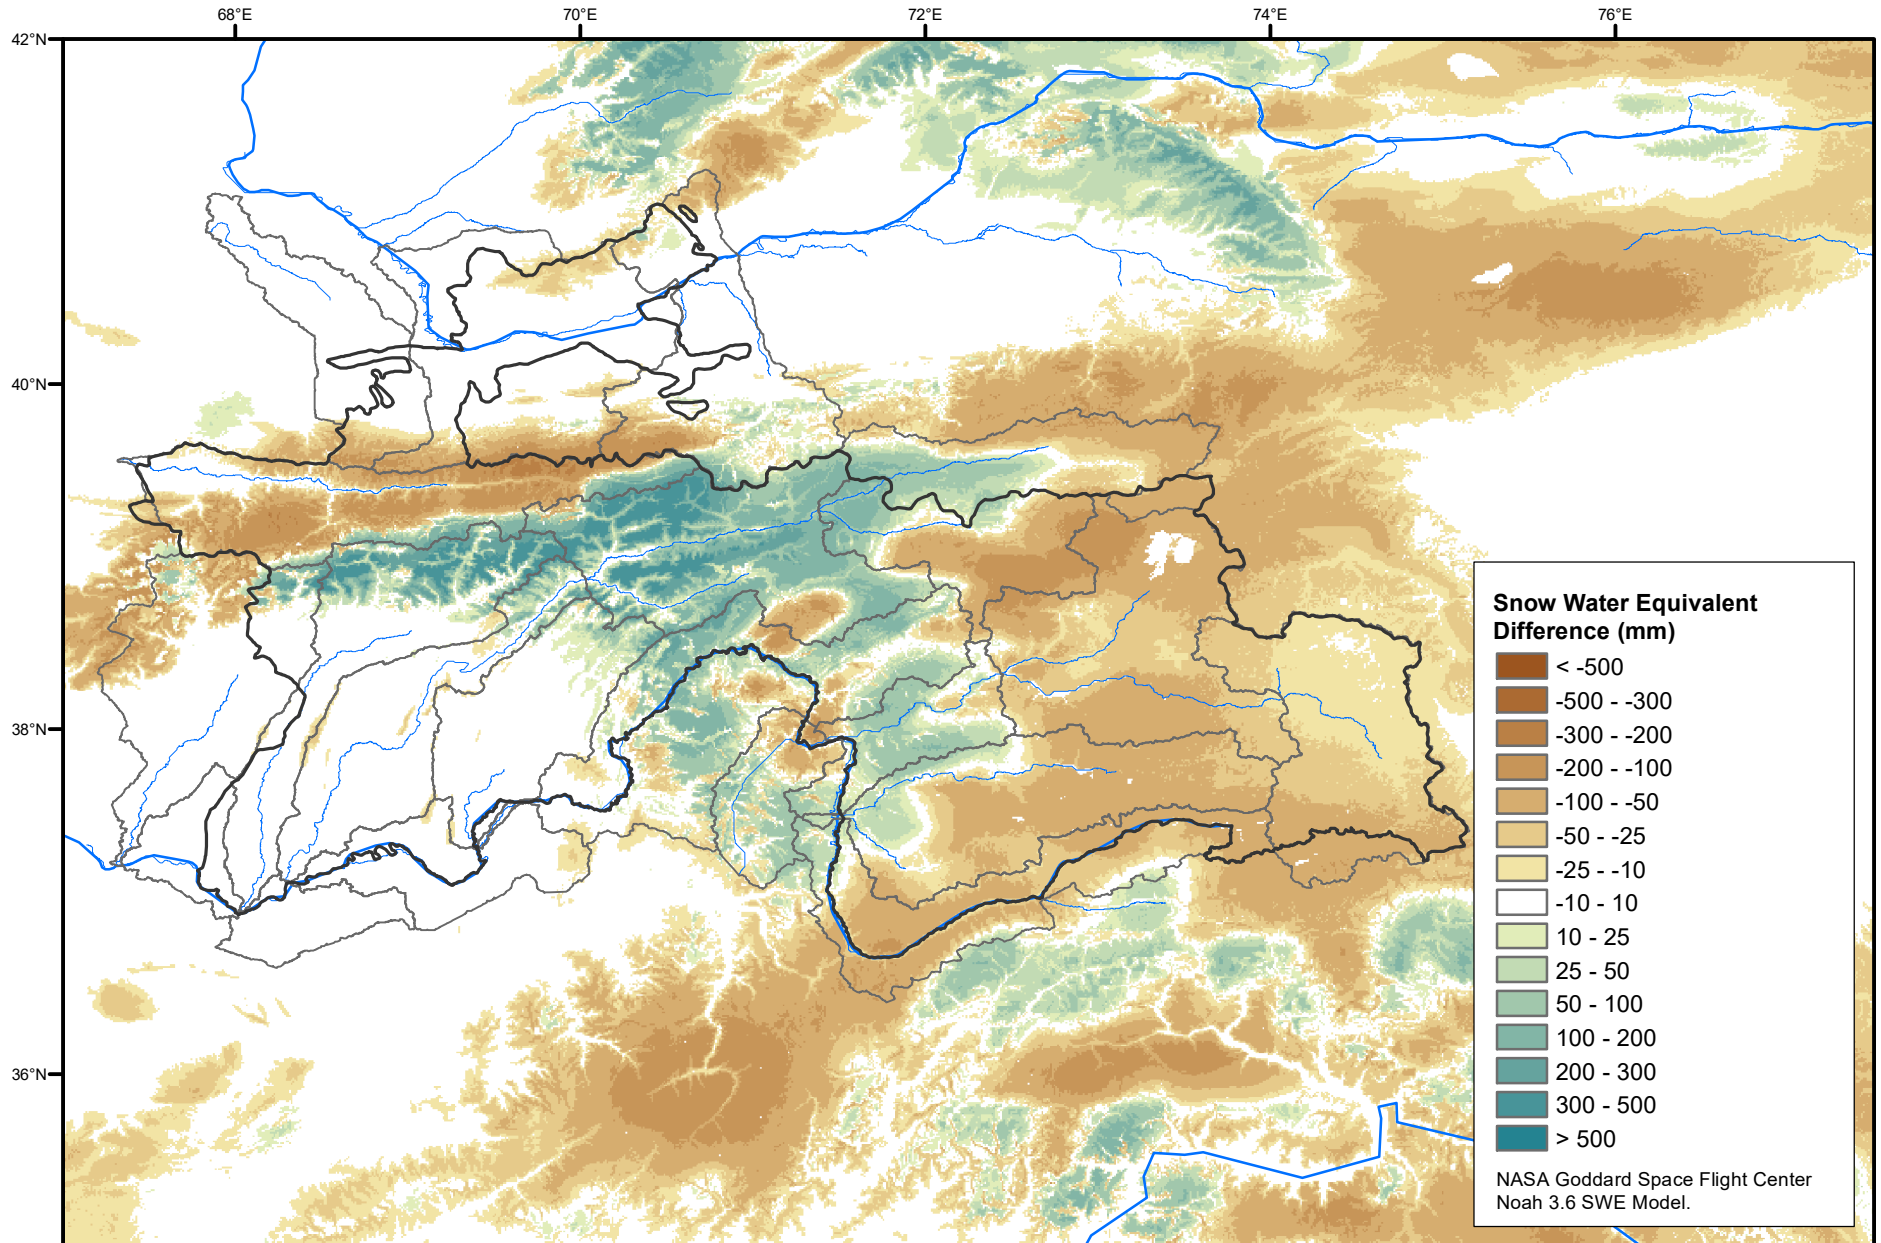 68°E 70°E 72°E 74°E 76°E
42°N
40°N
38°N
36°N
Snow Water Equivalent
Difference (mm)
< -500
-500 - -300
-300 - -200
-200 - -100
-100 - -50
-50 - -25
-25 - -10
-10 - 10
10 - 25
25 - 50
50 - 100
100 - 200
200 - 300
300 - 500
> 500
NASA Goddard Space Flight Center
Noah 3.6 SWE Model.